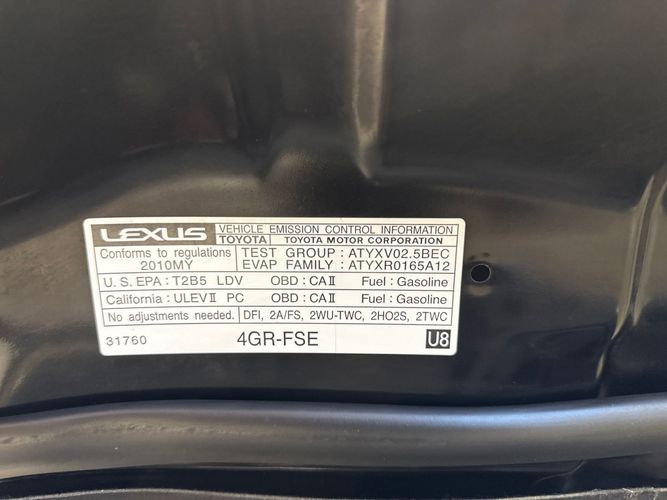 LEXUS VEHICLE EMISSION CONTROL INFORMATION
TOYOTA TOYOTA MOTOR CORPORATION
Conforms to regulations TEST GROUP : ATYXV02.5BEC
2010MY EVAP FAMILY : ATYXR0165A12
U.S. EPA : T2B5 LDV OBD : CAⅡ Fuel : Gasoline
California : ULEVⅡ PC OBD : CAⅡ Fuel : Gasoline
No adjustments needed. DFI, 2A/FS, 2WU-TWC, 2HO2S, 2TWC
31760 4GR-FSE U8